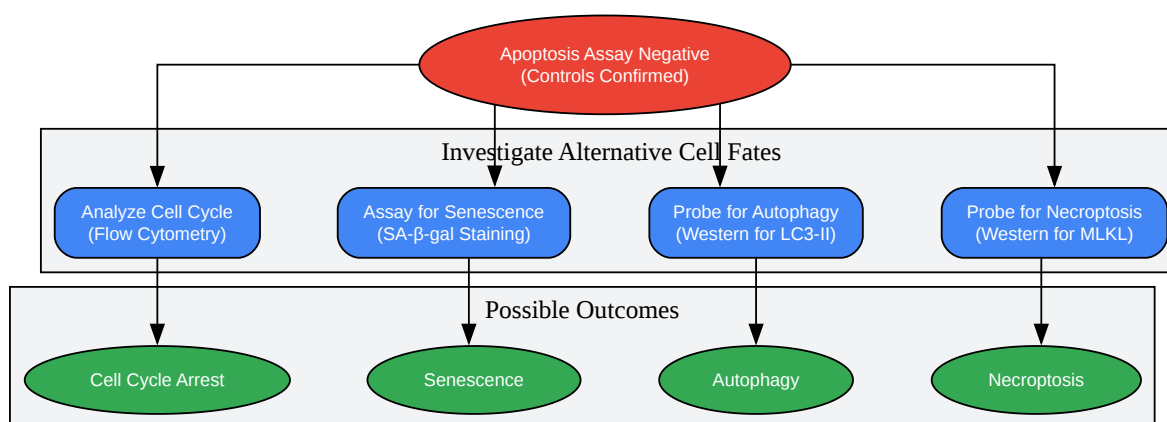 Apoptosis Assay Negative
(Controls Confirmed)
Investigate Alternative Cell Fates
Analyze Cell Cycle
(Flow Cytometry)
Assay for Senescence
(SA-β-gal Staining)
Probe for Autophagy
(Western for LC3-II)
Probe for Necroptosis
(Western for MLKL)
Possible Outcomes
Cell Cycle Arrest
Senescence
Autophagy
Necroptosis